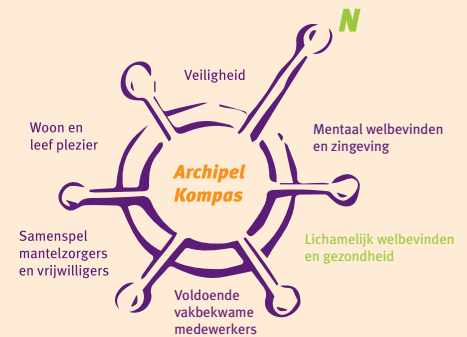 N
Veiligheid
Mentaal welbevinden
en zingeving
Lichamelijk welbevinden
en gezondheid
Voldoende
vakbekwame
medewerkers
Samenspel
mantelzorgers
en vrijwilligers
Woon en
leef plezier
Archipel
Kompas